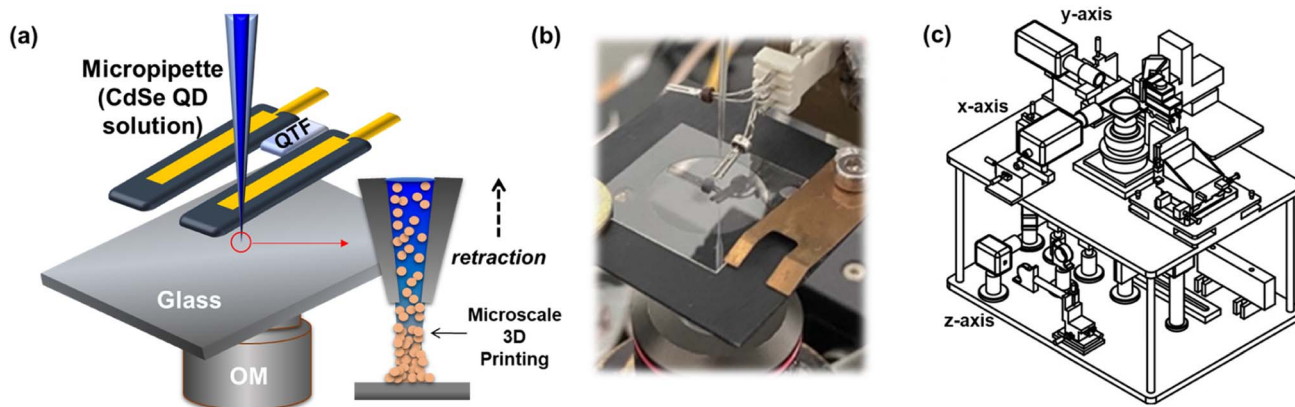 (a)
Micropipette
(CdSe QD
solution)
QTF
Glass
OM
retraction
Microscale
3D
Printing
(b)
(c)
y-axis
x-axis
z-axis